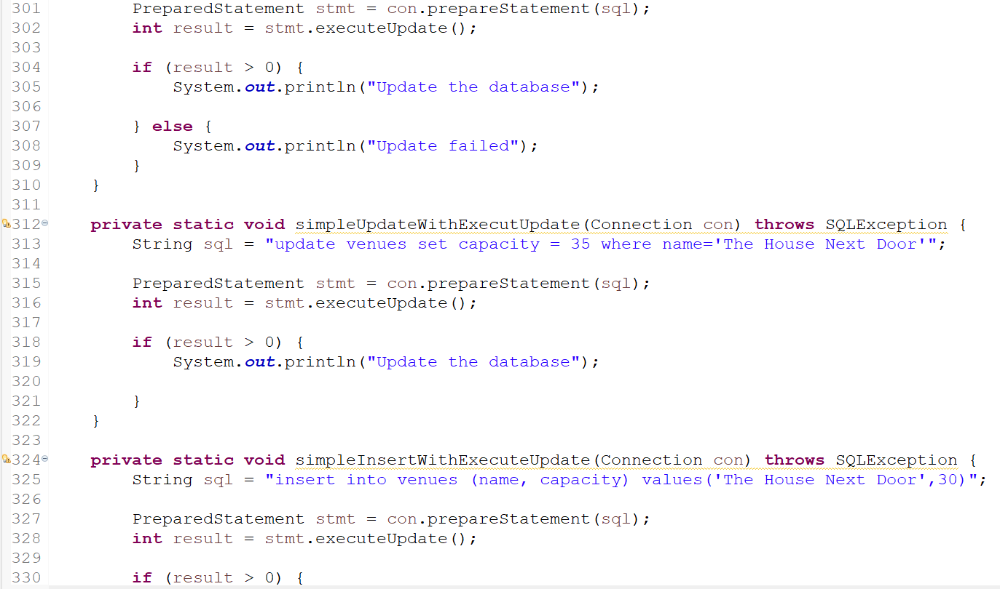 301 PreparedStatement stmt = con.prepareStatement(sql);
302 int result = stmt.executeUpdate();
303
304 if (result > 0) {
305 System.out.println("Update the database");
306
307 } else {
308 System.out.println("Update failed");
309 }
310 }
311
312 private static void simpleUpdateWithExecutUpdate(Connection con) throws SQLException {
313 String sql = "update venues set capacity = 35 where name='The House Next Door'";
314
315 PreparedStatement stmt = con.prepareStatement(sql);
316 int result = stmt.executeUpdate();
317
318 if (result > 0) {
319 System.out.println("Update the database");
320
321 }
322 }
323
324 private static void simpleInsertWithExecuteUpdate(Connection con) throws SQLException {
325 String sql = "insert into venues (name, capacity) values('The House Next Door',30)";
326
327 PreparedStatement stmt = con.prepareStatement(sql);
328 int result = stmt.executeUpdate();
329
330 if (result > 0) {